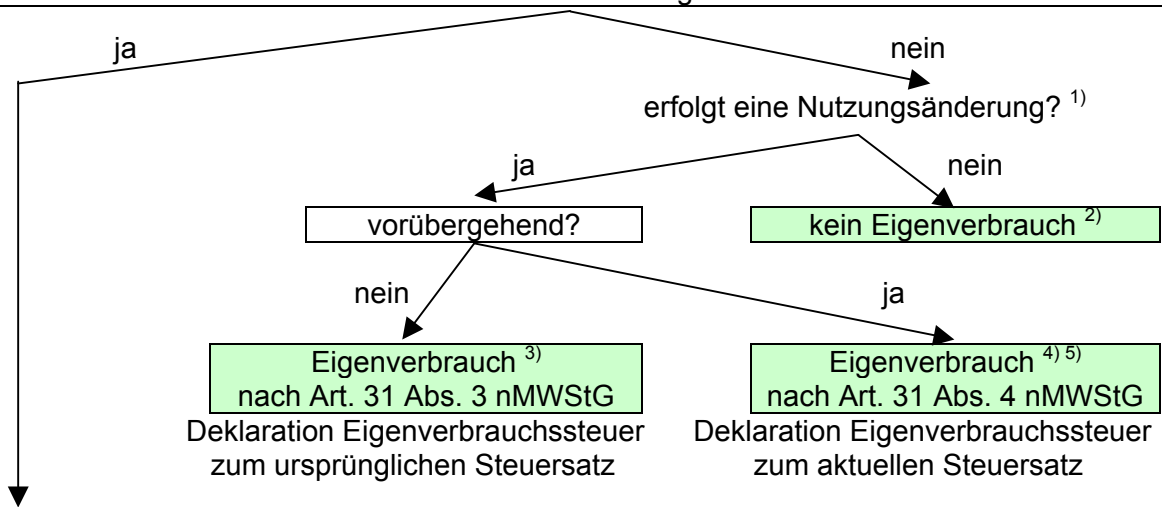 ja
nein
erfolgt eine Nutzungsänderung? 1)
ja
nein
vorübergehend?
kein Eigenverbrauch 2)
nein
ja
Eigenverbrauch 3)
nach Art. 31 Abs. 3 nMWStG
Deklaration Eigenverbrauchssteuer
zum ursprünglichen Steuersatz
Eigenverbrauch 4) 5)
nach Art. 31 Abs. 4 nMWStG
Deklaration Eigenverbrauchssteuer
zum aktuellen Steuersatz